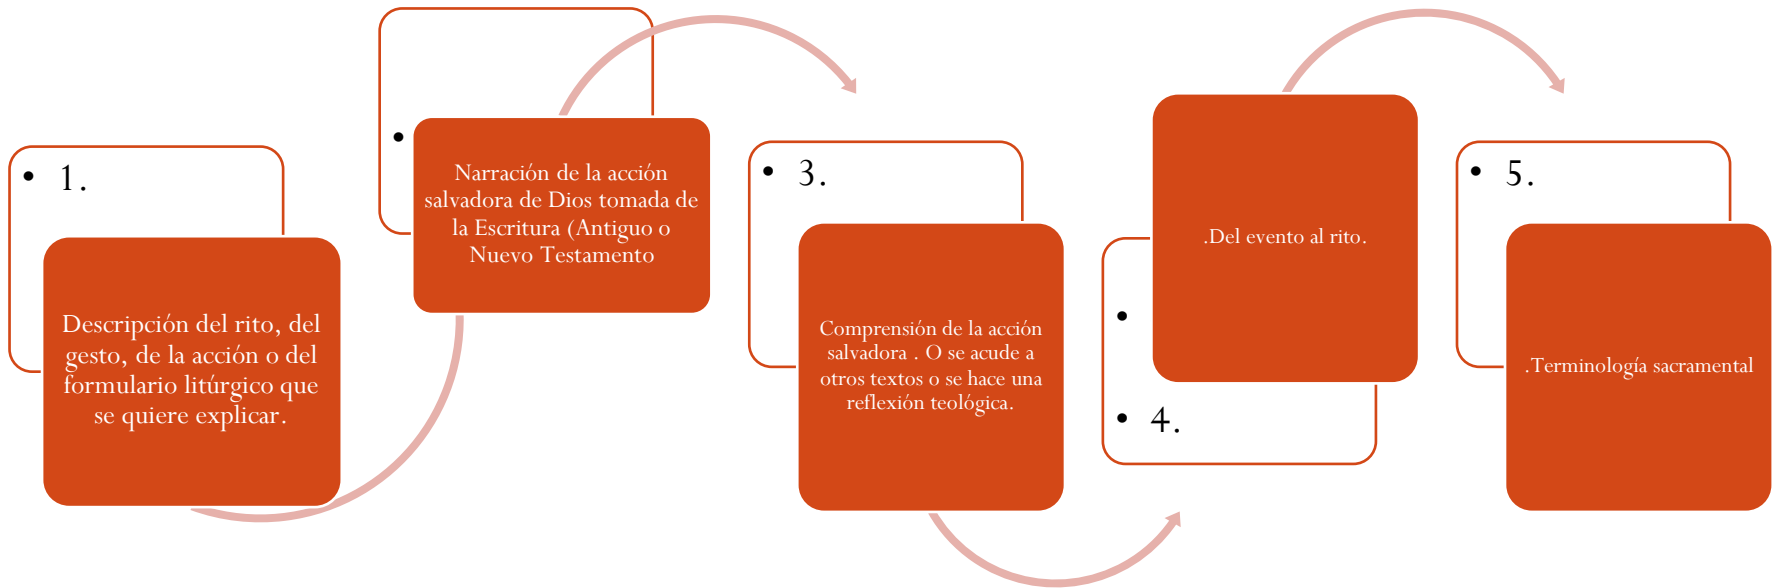 • 1.
Descripción del rito, del
gesto, de la acción o del
formulario litúrgico que
se quiere explicar.
•
Narración de la acción
salvadora de Dios tomada de
la Escritura (Antiguo o
Nuevo Testamento
• 3.
Comprensión de la acción
salvadora . O se acude a
otros textos o se hace una
reflexión teológica.
.Del evento al rito.
•
• 4.
• 5.
.Terminología sacramental